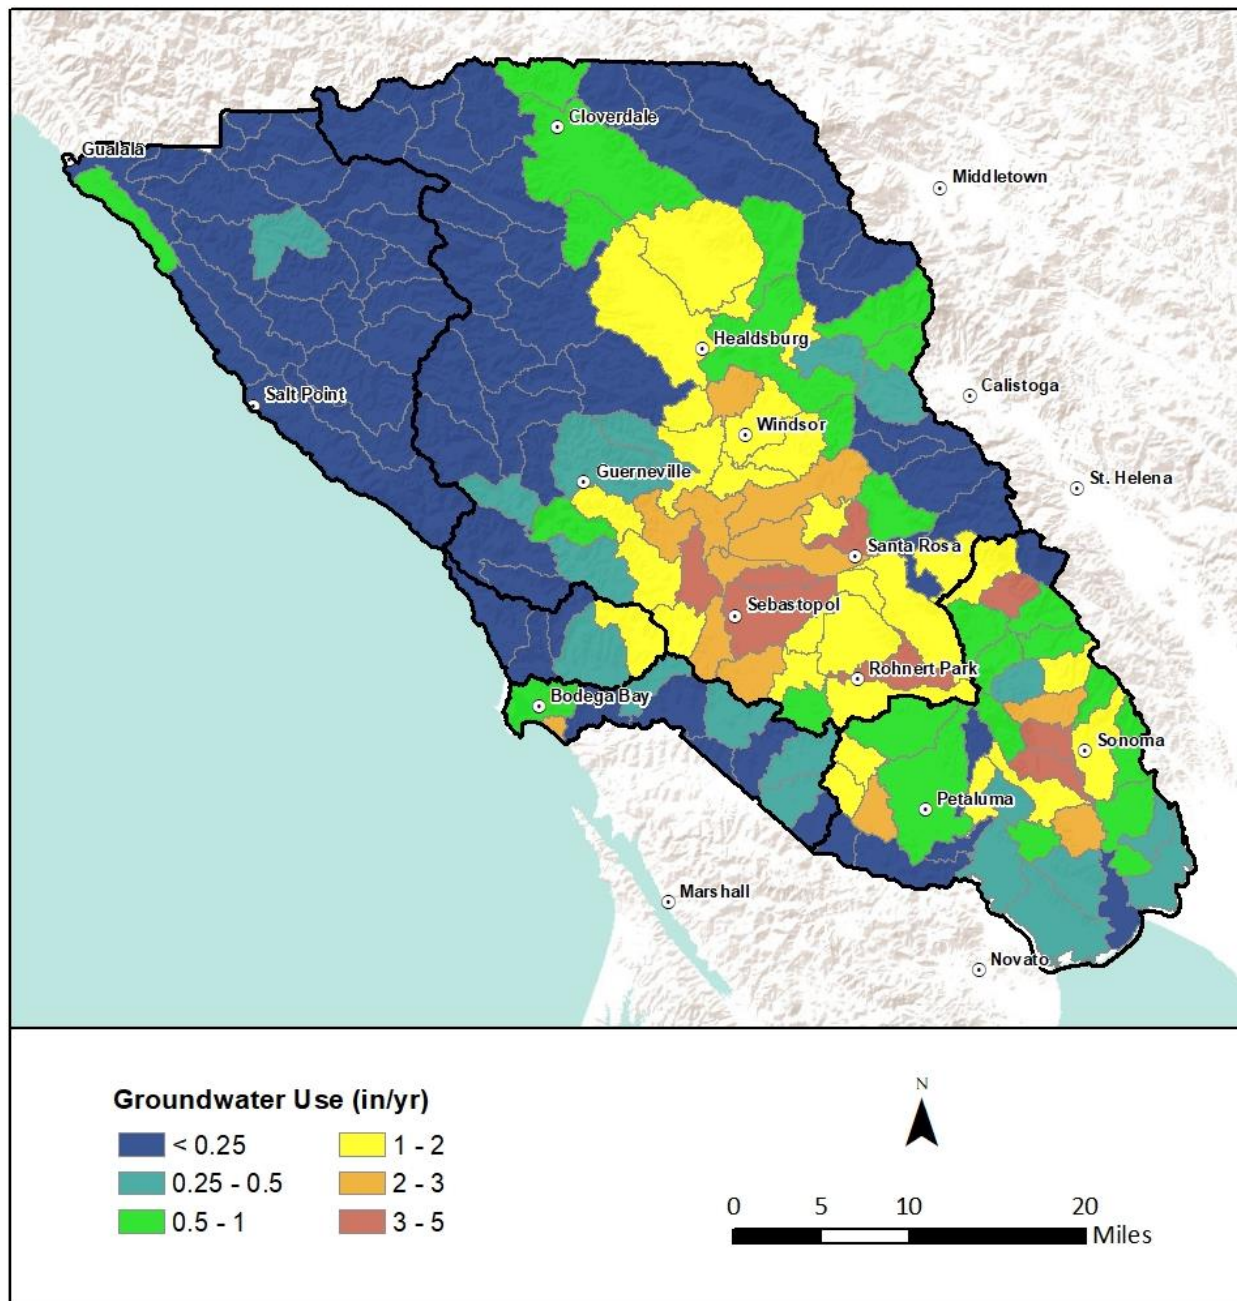 Cloverdale
Gualala
Middletown
Healdsburg
Calistoga
Salt Point
Windsor
Guerneville
St. Helena
Santa Rosa
Sebastopol
Rohnert Park
Bodega Bay
Sonoma
Petaluma
Marshall
Novato
Groundwater Use (in/yr)
< 0.25
0.25 - 0.5
0.5 - 1
1 - 2
2 - 3
3 - 5
N
0 5 10 20
Miles